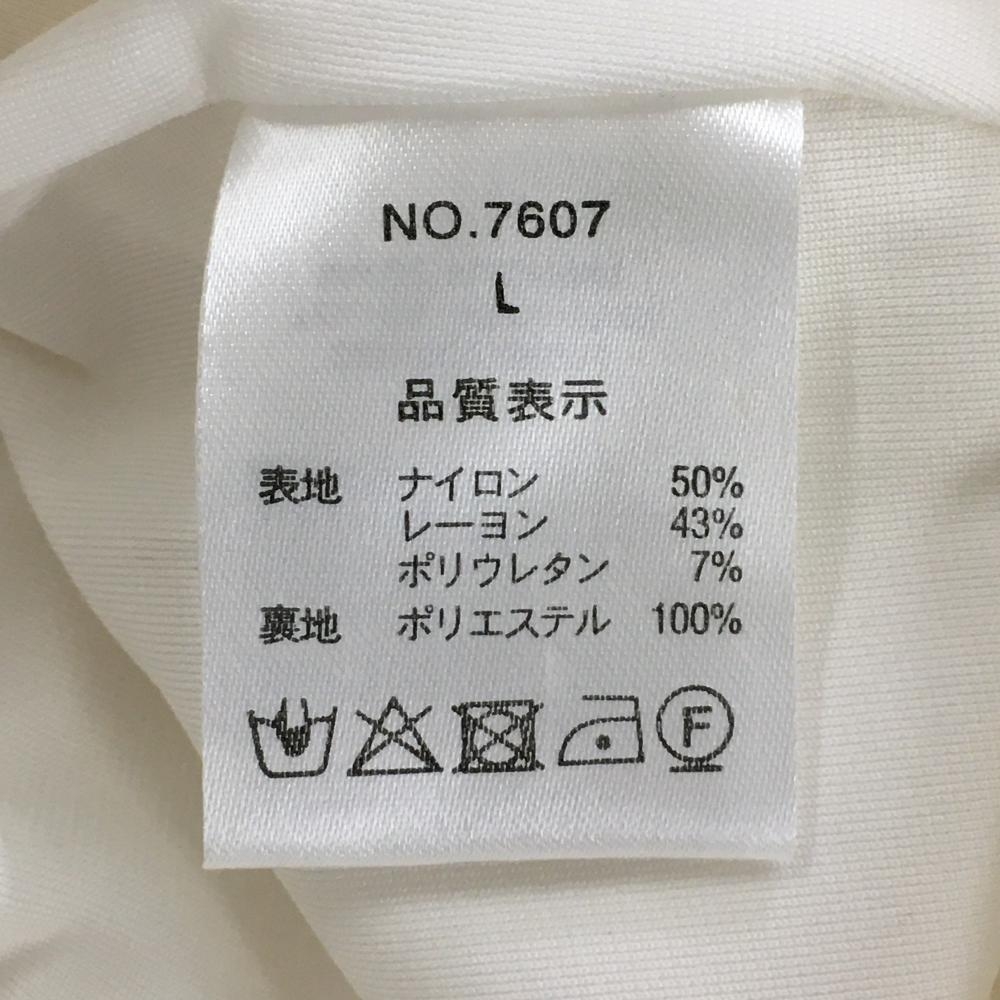 NO.7607
L
品質表示
表地 ナイロン 50%
レーヨン 43%
ポリウレタン 7%
裏地 ポリエステル 100%
F